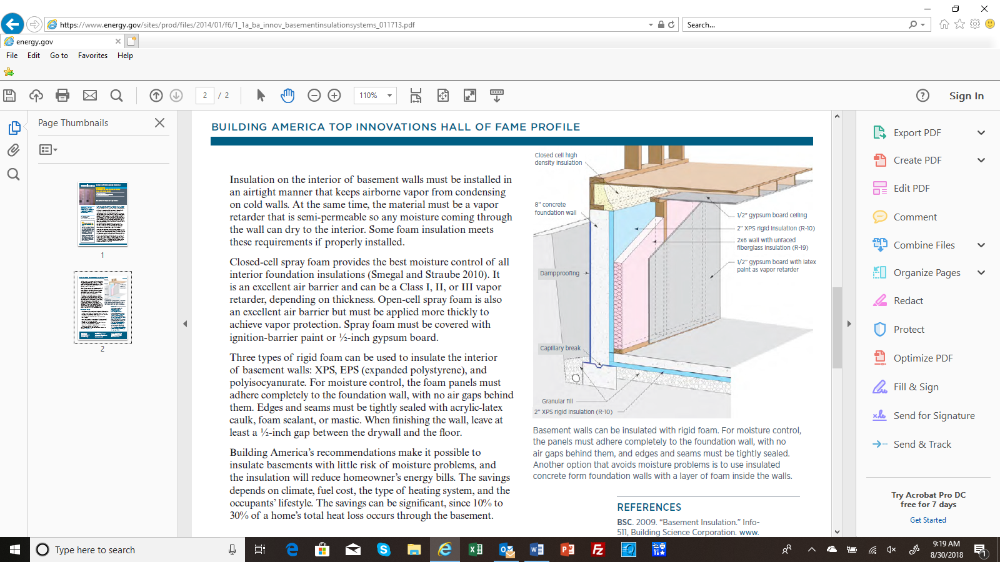 https://www.energy.gov/sites/prod/files/2014/01/f6/1_1a_ba_innov_basementinsulationsystems_011713.pdf
Search...
energy.gov
File Edit Go to Favorites Help
2 / 2
110%
Sign In
Page Thumbnails
1
2
BUILDING AMERICA TOP INNOVATIONS HALL OF FAME PROFILE
Insulation on the interior of basement walls must be installed in
an airtight manner that keeps airborne vapor from condensing
on cold walls. At the same time, the material must be a vapor
retarder that is semi-permeable so any moisture coming through
the wall can dry to the interior. Some foam insulation meets
these requirements if properly installed.
Closed-cell spray foam provides the best moisture control of all
interior foundation insulations (Smegal and Straube 2010). It
is an excellent air barrier and can be a Class I, II, or III vapor
retarder, depending on thickness. Open-cell spray foam is also
an excellent air barrier but must be applied more thickly to
achieve vapor protection. Spray foam must be covered with
ignition-barrier paint or ½-inch gypsum board.
Three types of rigid foam can be used to insulate the interior
of basement walls: XPS, EPS (expanded polystyrene), and
polyisocyanurate. For moisture control, the foam panels must
adhere completely to the foundation wall, with no air gaps behind
them. Edges and seams must be tightly sealed with acrylic-latex
caulk, foam sealant, or mastic. When finishing the wall, leave at
least a ½-inch gap between the drywall and the floor.
Building America's recommendations make it possible to
insulate basements with little risk of moisture problems, and
the insulation will reduce homeowner's energy bills. The savings
depends on climate, fuel cost, the type of heating system, and the
occupants' lifestyle. The savings can be significant, since 10% to
30% of a home's total heat loss occurs through the basement.
Closed cell high
density insulation
8" concrete
foundation wall
Dampproofing
Capillary break
Granular fill
2" XPS rigid insulation (R-10)
1/2" gypsum board ceiling
2" XPS rigid insulation (R-10)
2x6 wall with unfaced
fiberglass insulation (R-19)
1/2" gypsum board with latex
paint as vapor retarder
Basement walls can be insulated with rigid foam. For moisture control,
the panels must adhere completely to the foundation wall, with no
air gaps behind them, and edges and seams must be tightly sealed.
Another option that avoids moisture problems is to use insulated
concrete form foundation walls with a layer of foam inside the walls.
REFERENCES
BSC. 2009. “Basement Insulation.” Info-
511, Building Science Corporation. www.
Export PDF
Create PDF
Edit PDF
Comment
Combine Files
Organize Pages
Redact
Protect
Optimize PDF
Fill & Sign
Send for Signature
Send & Track
Try Acrobat Pro DC
free for 7 days
Get Started
Type here to search
9:19 AM
8/30/2018
1